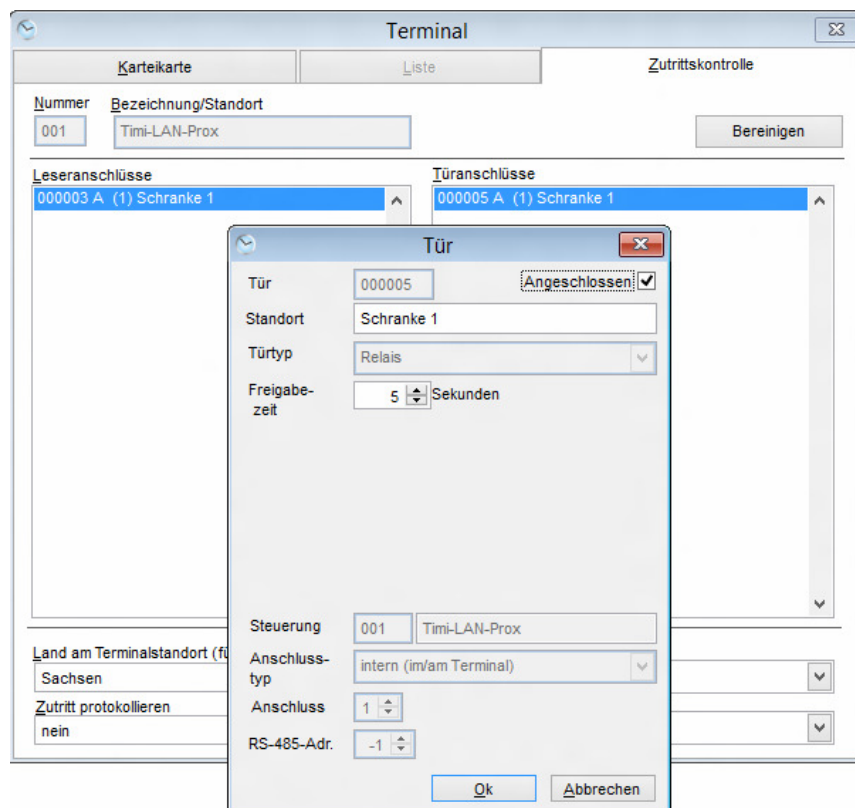 Terminal
Karteikarte
Liste
Zutrittskontrolle
Nummer
Bezeichnung/Standort
001
Timi-LAN-Prox
Bereinigen
Leseranschlüsse
Türanschlüsse
000003 A (1) Schranke 1
000005 A (1) Schranke 1
Tür
Tür
000005
Angeschlossen
Standort
Schranke 1
Türtyp
Relais
Freigabe-
zeit
5
Sekunden
Steuerung
001
Timi-LAN-Prox
Anschluss-
typ
intern (im/am Terminal)
Anschluss
1
RS-485-Adr.
-1
Ok
Abbrechen
Land am Terminalstandort (fü
Sachsen
Zutritt protokollieren
nein